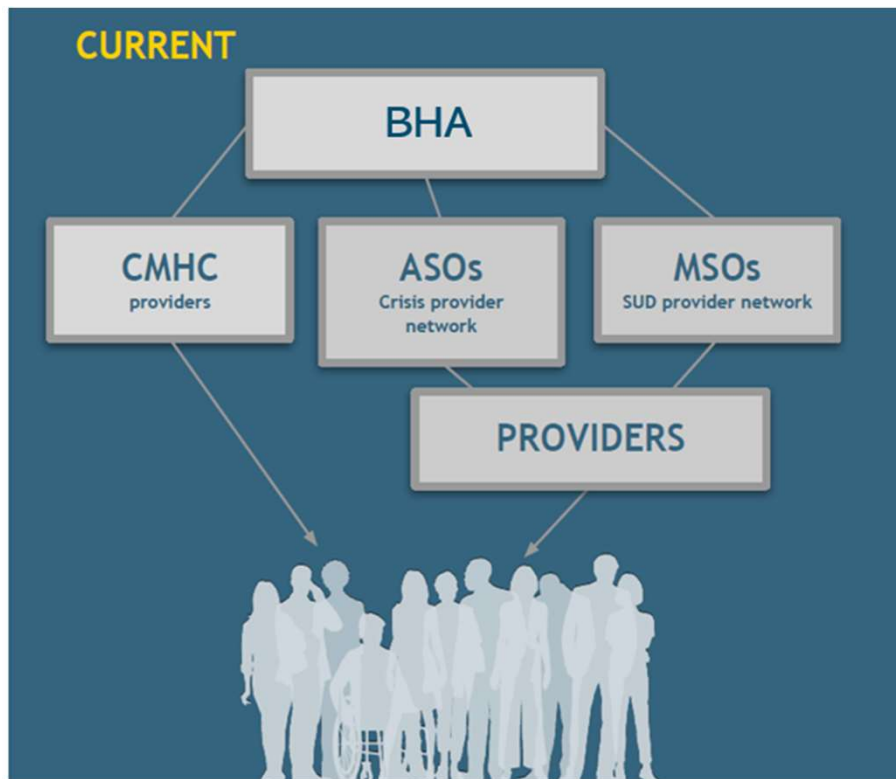 CURRENT
BHA
CMHC
providers
ASOs
Crisis provider
network
MSOs
SUD provider network
PROVIDERS